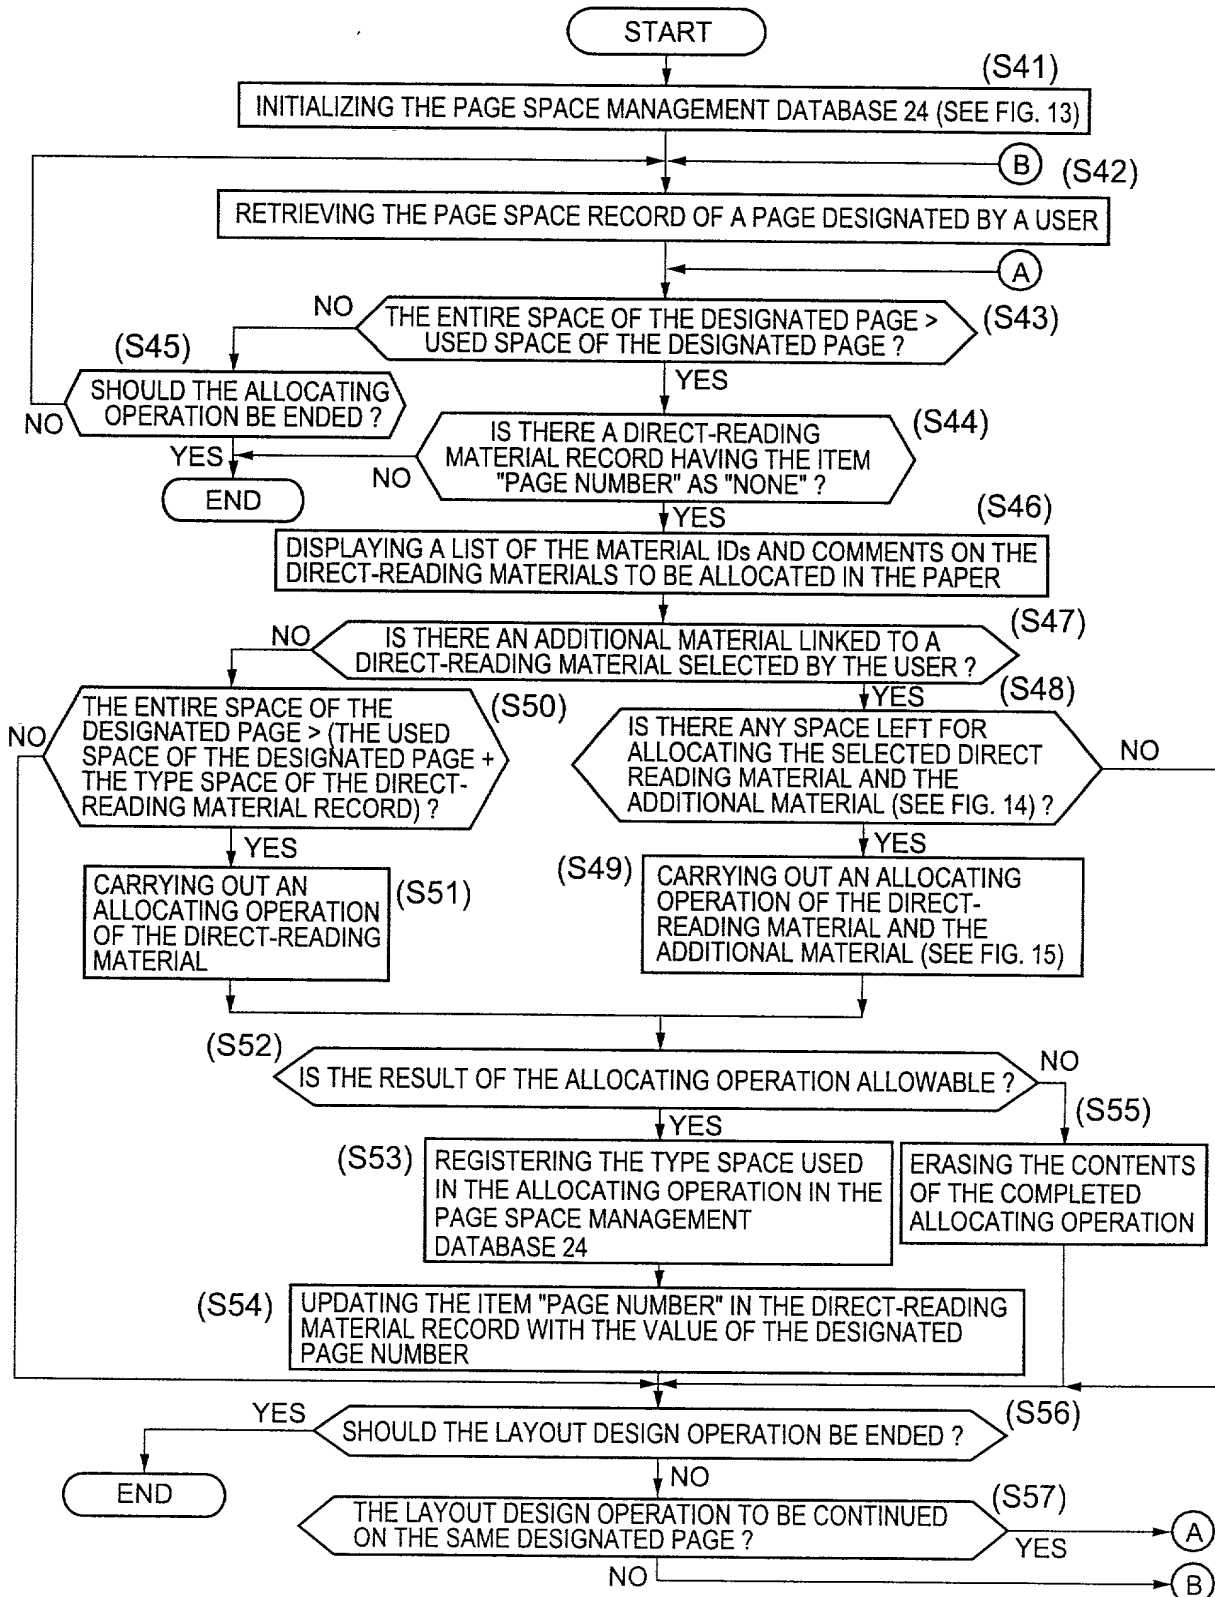 START
(S41)
INITIALIZING THE PAGE SPACE MANAGEMENT DATABASE 24 (SEE FIG. 13)
B
(S42)
RETRIEVING THE PAGE SPACE RECORD OF A PAGE DESIGNATED BY A USER
A
NO
THE ENTIRE SPACE OF THE DESIGNATED PAGE >
USED SPACE OF THE DESIGNATED PAGE ?
(S43)
(S45)
YES
SHOULD THE ALLOCATING
OPERATION BE ENDED ?
NO
YES
(S44)
IS THERE A DIRECT-READING
MATERIAL RECORD HAVING THE ITEM
"PAGE NUMBER" AS "NONE" ?
NO
END
YES
(S46)
DISPLAYING A LIST OF THE MATERIAL IDs AND COMMENTS ON THE
DIRECT-READING MATERIALS TO BE ALLOCATED IN THE PAPER
(S47)
NO
IS THERE AN ADDITIONAL MATERIAL LINKED TO A
DIRECT-READING MATERIAL SELECTED BY THE USER ?
YES
(S48)
(S50)
NO
THE ENTIRE SPACE OF THE
DESIGNATED PAGE > (THE USED
SPACE OF THE DESIGNATED PAGE +
THE TYPE SPACE OF THE DIRECT-
READING MATERIAL RECORD) ?
IS THERE ANY SPACE LEFT FOR
ALLOCATING THE SELECTED DIRECT
READING MATERIAL AND THE
ADDITIONAL MATERIAL (SEE FIG. 14) ?
NO
YES
YES
CARRYING OUT AN
ALLOCATING OPERATION
OF THE DIRECT-READING
MATERIAL
(S51)
(S49)
CARRYING OUT AN ALLOCATING
OPERATION OF THE DIRECT-
READING MATERIAL AND THE
ADDITIONAL MATERIAL (SEE FIG. 15)
(S52)
IS THE RESULT OF THE ALLOCATING OPERATION ALLOWABLE ?
NO
YES
(S55)
(S53)
REGISTERING THE TYPE SPACE USED
IN THE ALLOCATING OPERATION IN THE
PAGE SPACE MANAGEMENT
DATABASE 24
ERASING THE CONTENTS
OF THE COMPLETED
ALLOCATING OPERATION
(S54)
UPDATING THE ITEM "PAGE NUMBER" IN THE DIRECT-READING
MATERIAL RECORD WITH THE VALUE OF THE DESIGNATED
PAGE NUMBER
YES
SHOULD THE LAYOUT DESIGN OPERATION BE ENDED ?
(S56)
END
NO
THE LAYOUT DESIGN OPERATION TO BE CONTINUED
ON THE SAME DESIGNATED PAGE ?
(S57)
YES
A
NO
B